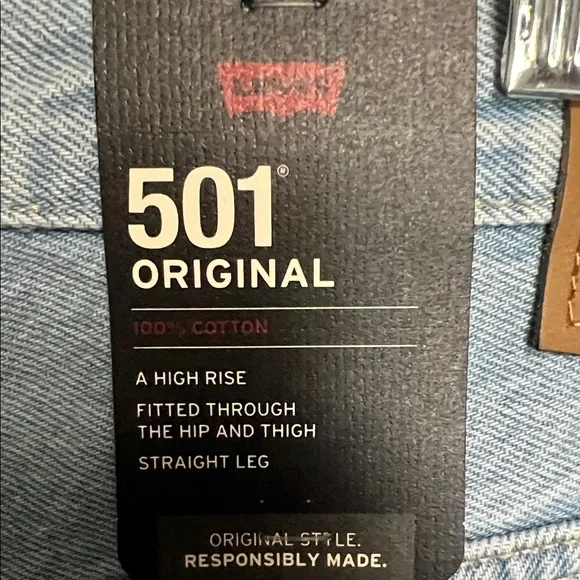 501®
ORIGINAL
100% COTTON
A HIGH RISE
FITTED THROUGH
THE HIP AND THIGH
STRAIGHT LEG
ORIGINAL STYLE.
RESPONSIBLY MADE.